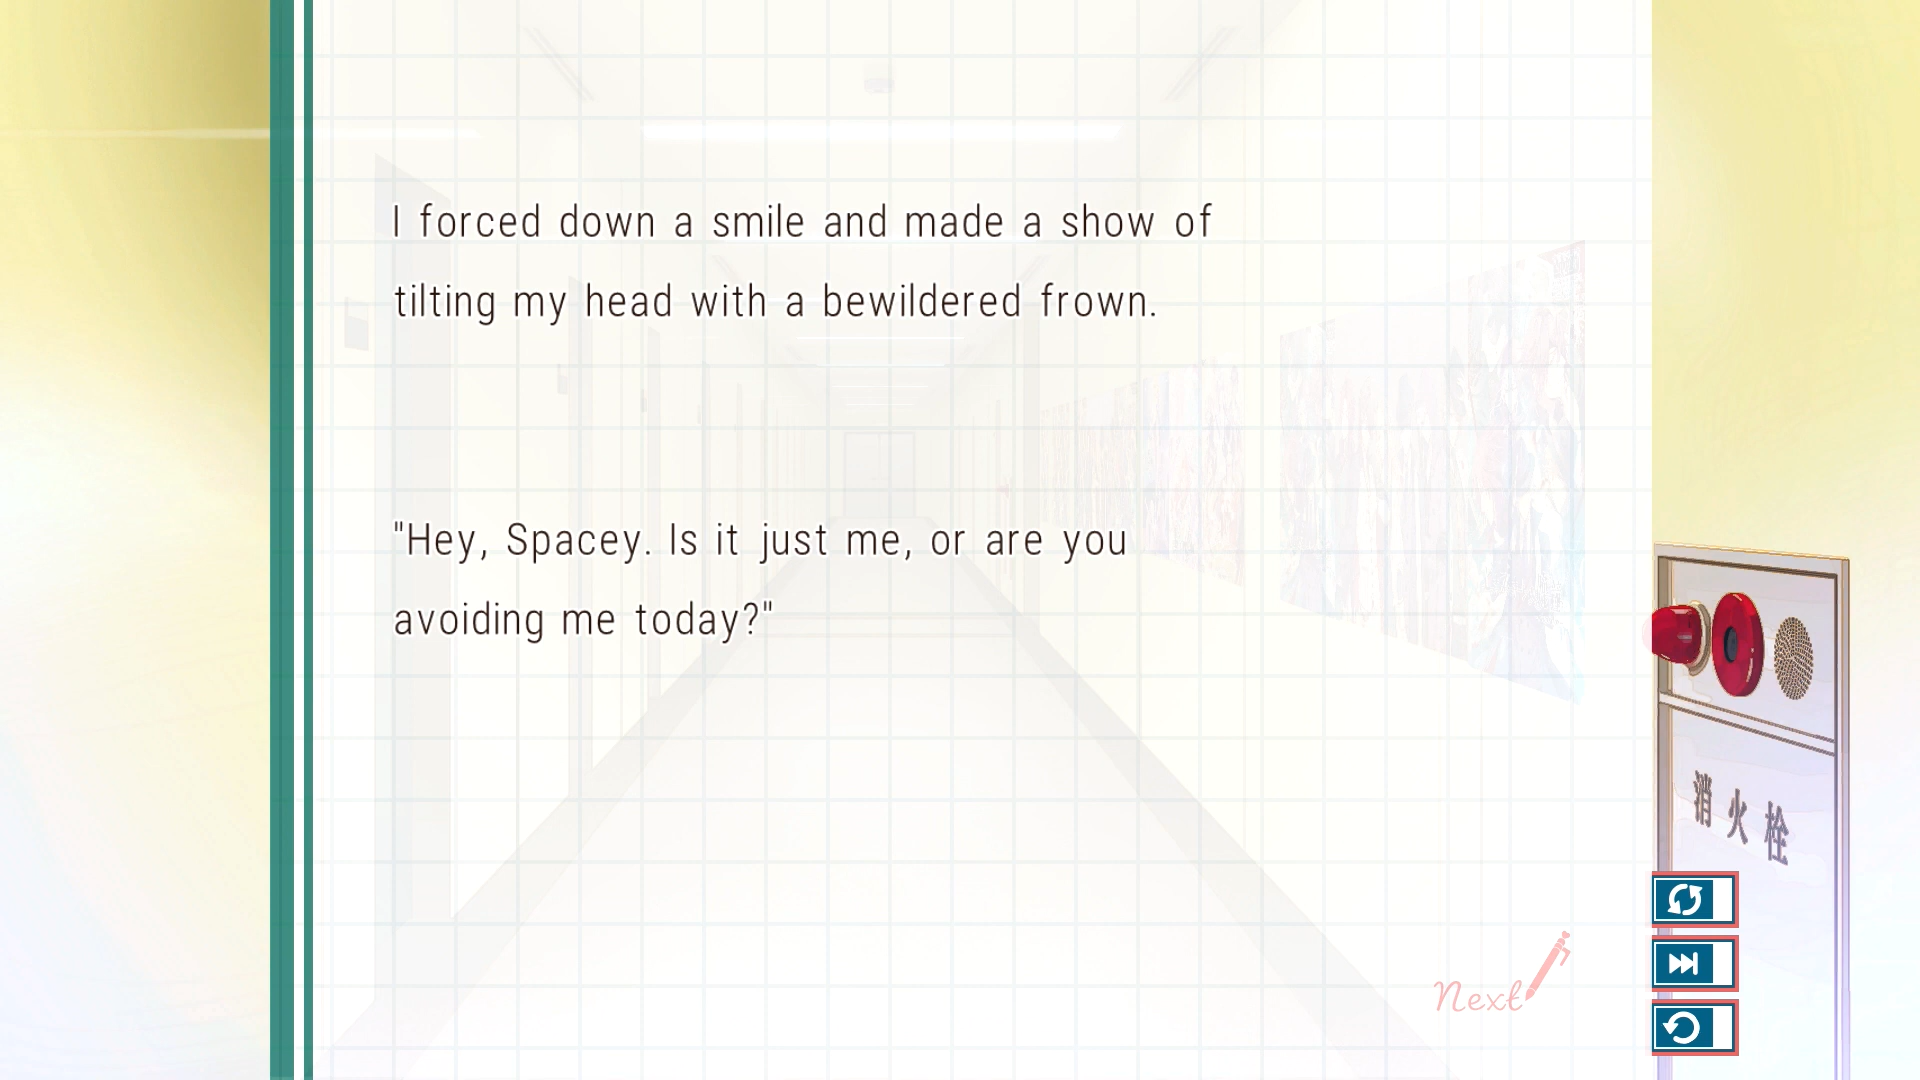 I forced down a smile and made a show of
tilting my head with a bewildered frown.
"Hey, Spacey. Is it just me, or are you
avoiding me today?"
消火栓
Next